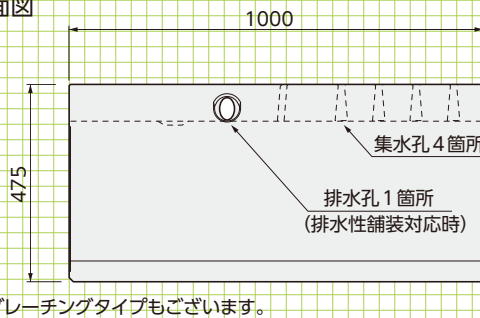 面図
1000
集水孔4箇所
475
排水孔1箇所
(排水性舗装対応時)
グレーチングタイプもございます。